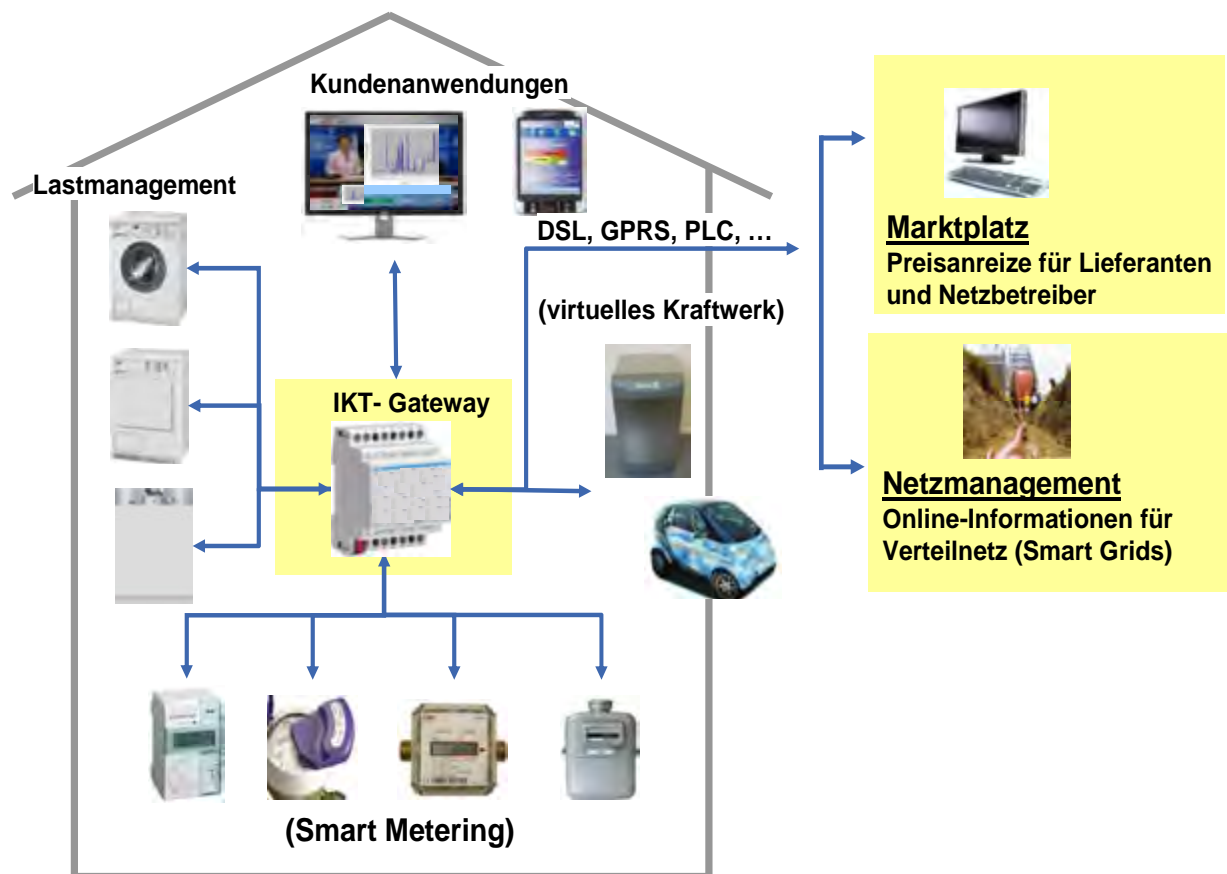 Kundenanwendungen
Lastmanagement
DSL, GPRS, PLC, …
(virtuelles Kraftwerk)
IKT- Gateway
(Smart Metering)
Marktplatz
Preisanreize für Lieferanten
und Netzbetreiber
Netzmanagement
Online-Informationen für
Verteilnetz (Smart Grids)